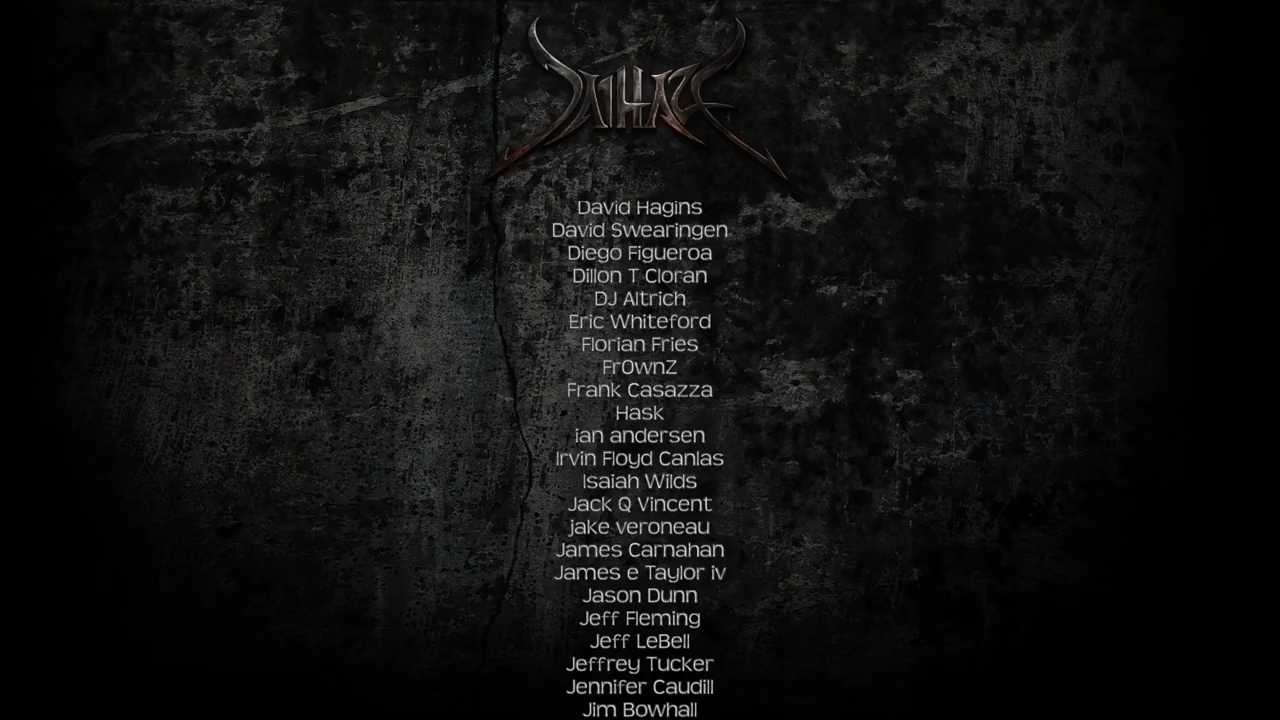 David Hagins
David Swearingen
Diego Figueroa
Dillon T Cloran
DJ Altrich
Eric Whiteford
Florian Fries
Fr0wnZ
Frank Casazza
Hask
ian andersen
Irvin Floyd Canlas
Isaiah Wilds
Jack Q Vincent
jake veroneau
James Carnahan
James e Taylor iv
Jason Dunn
Jeff Fleming
Jeff LeBell
Jeffrey Tucker
Jennifer Caudill
Jim Bowhall